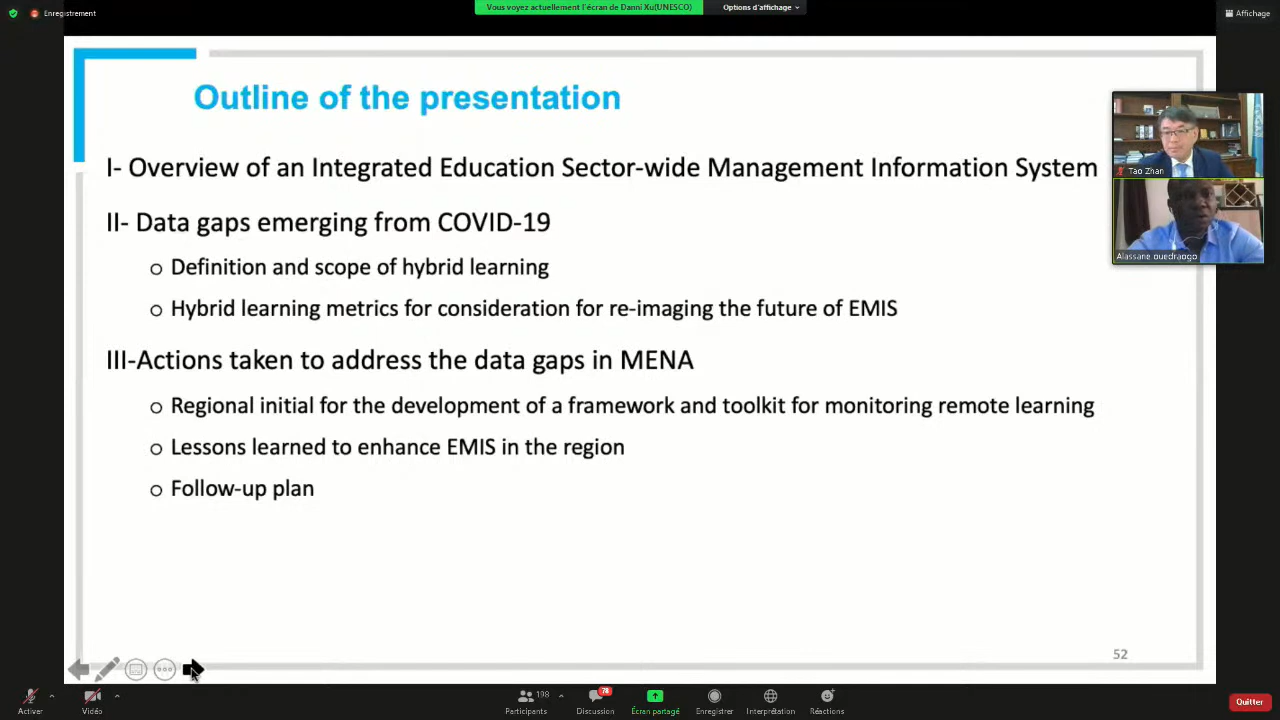 Enregistrement
Vous voyez actuellement l'écran de Danni Xu(UNESCO)
Options d'affichage
Affichage
Outline of the presentation
I- Overview of an Integrated Education Sector-wide Management Information System
II- Data gaps emerging from COVID-19
o Definition and scope of hybrid learning
o Hybrid learning metrics for consideration for re-imaging the future of EMIS
III-Actions taken to address the data gaps in MENA
o Regional initial for the development of a framework and toolkit for monitoring remote learning
o Lessons learned to enhance EMIS in the region
o Follow-up plan
52
Tao Zhan
Alassane ouedraogo
Activer
Vidéo
198
Participants
78
Discussion
Écran partagé
Enregistrer
Interprétation
Réactions
Quitter